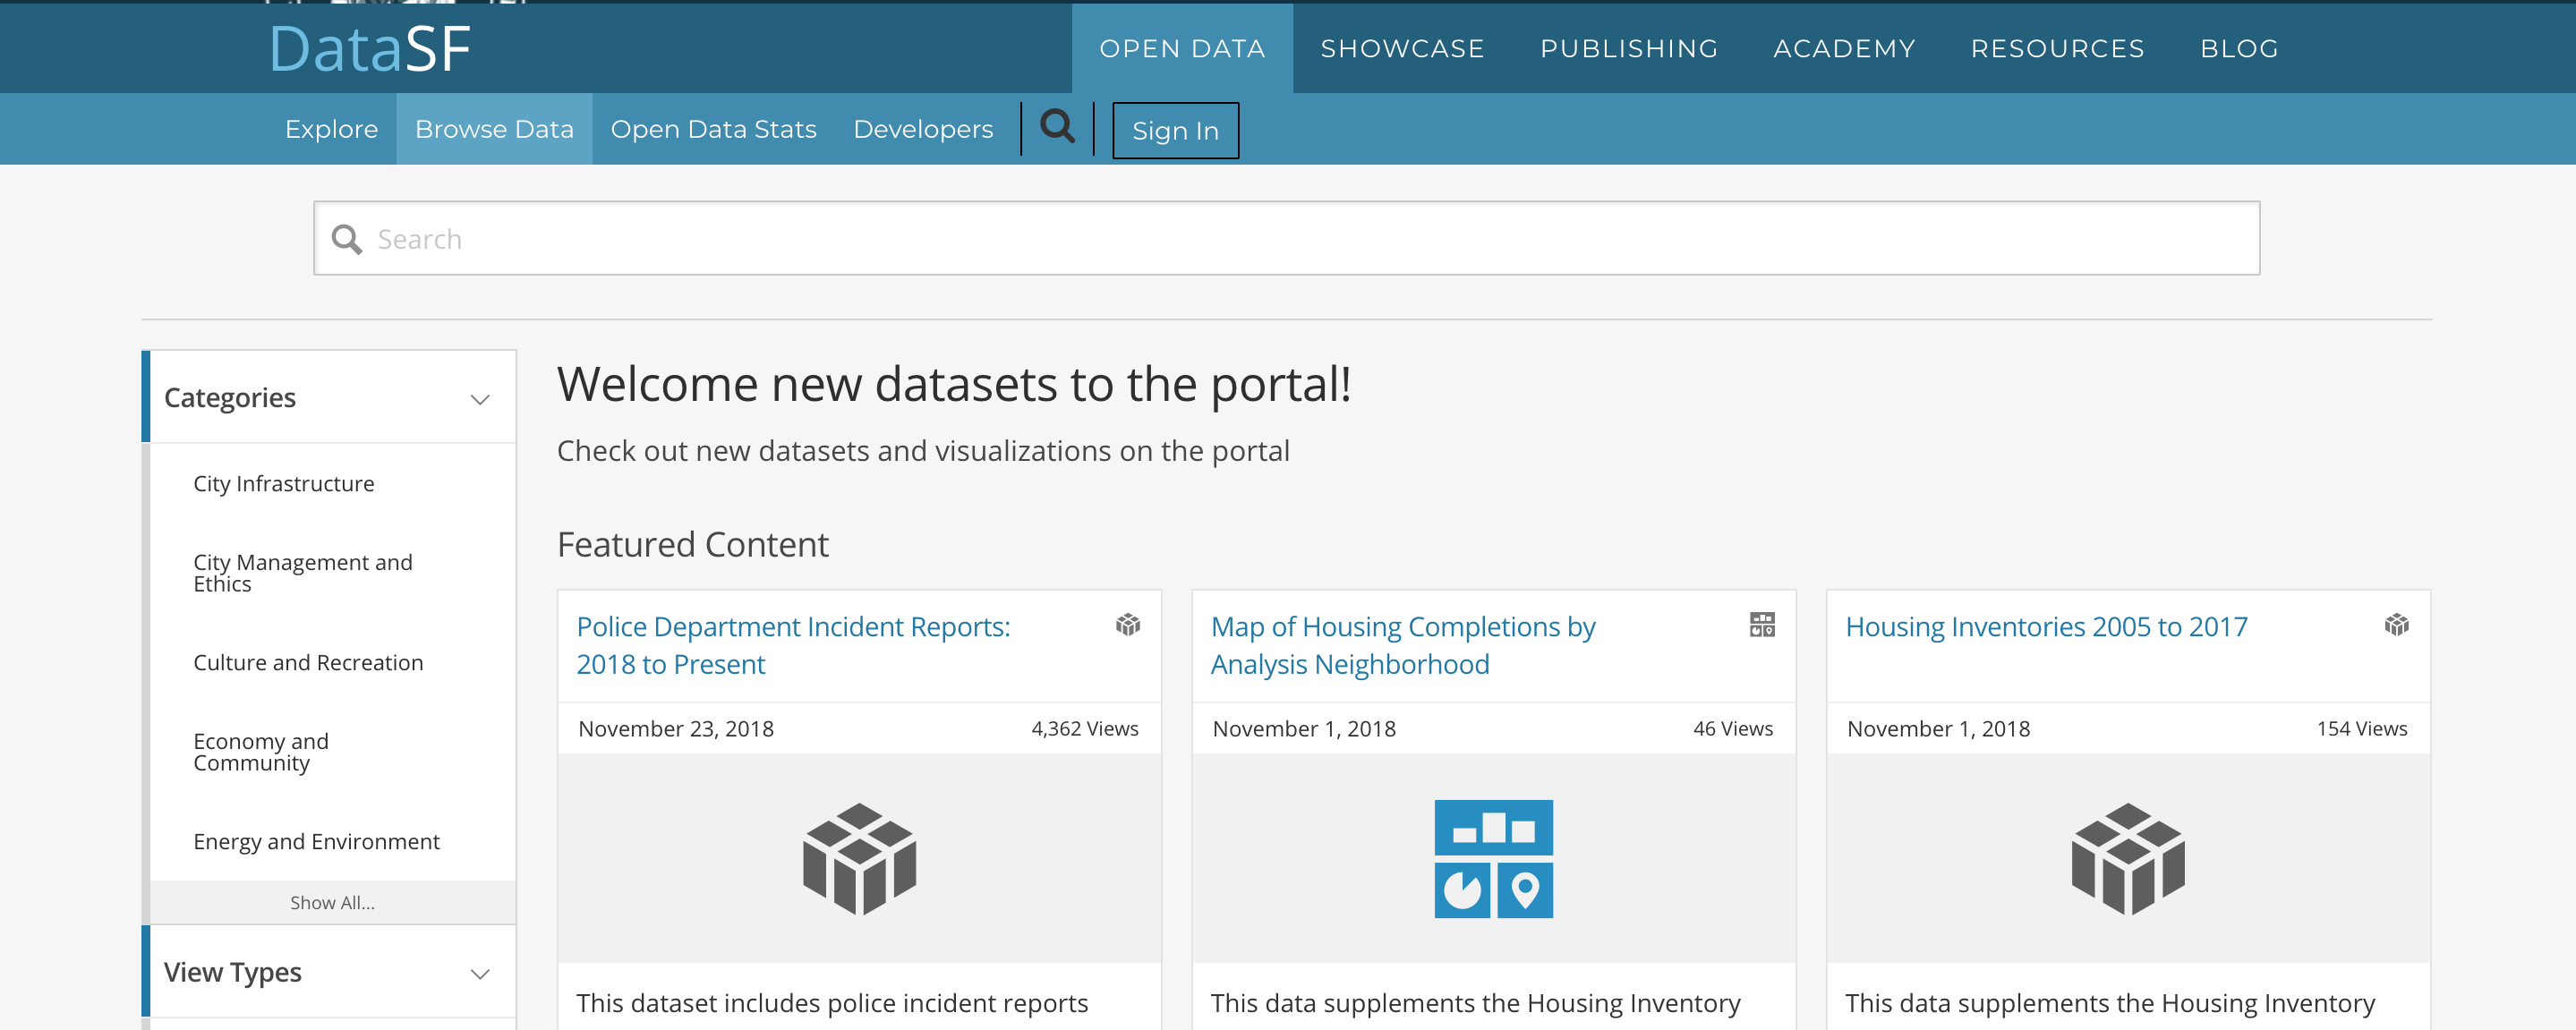 DataSF
OPEN DATA SHOWCASE PUBLISHING ACADEMY RESOURCES BLOG
Explore Browse Data Open Data Stats Developers Sign In
Search
Categories
City Infrastructure
City Management and
Ethics
Culture and Recreation
Economy and
Community
Energy and Environment
Show All...
View Types
Welcome new datasets to the portal!
Check out new datasets and visualizations on the portal
Featured Content
Police Department Incident Reports:
2018 to Present
November 23, 2018 4,362 Views
This dataset includes police incident reports
Map of Housing Completions by
Analysis Neighborhood
November 1, 2018 46 Views
This data supplements the Housing Inventory
Housing Inventories 2005 to 2017
November 1, 2018 154 Views
This data supplements the Housing Inventory